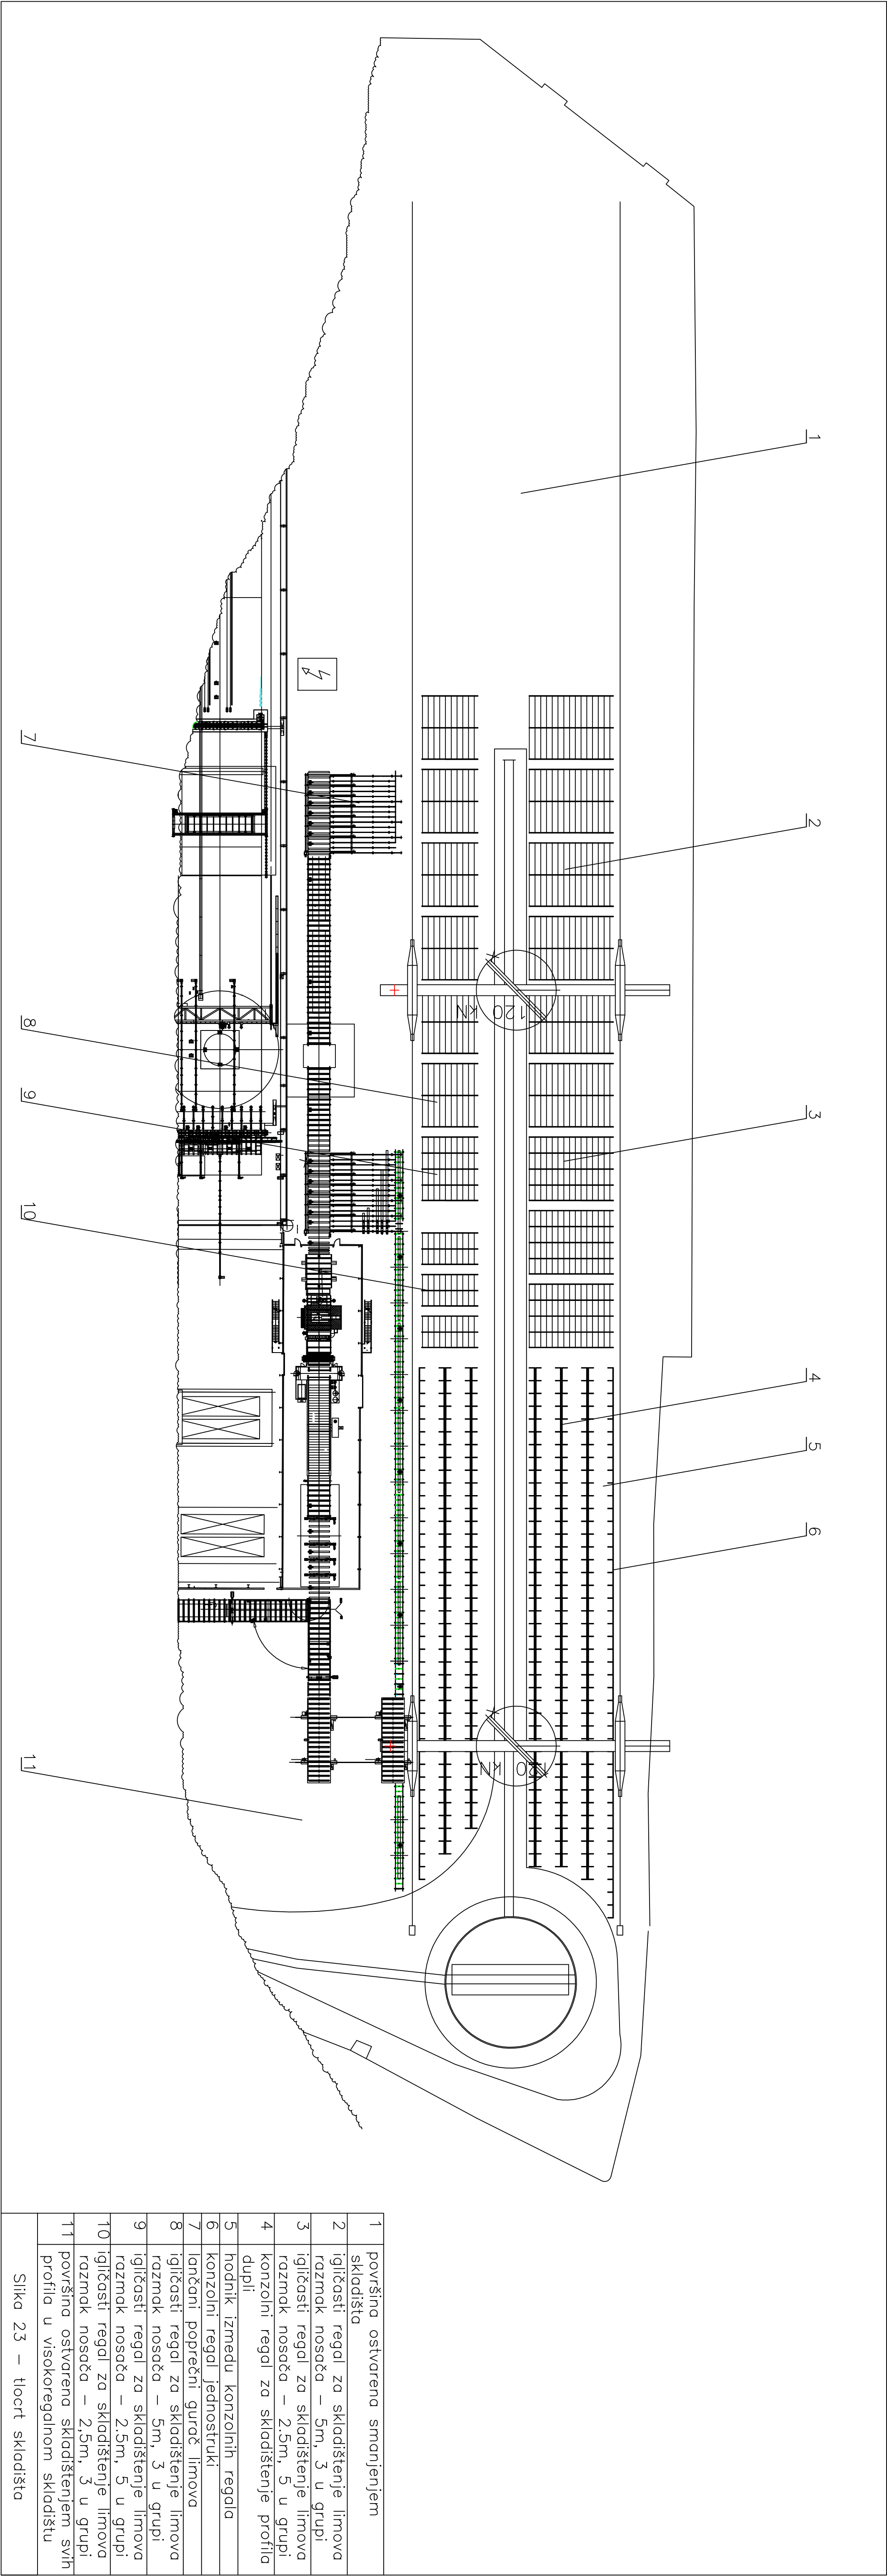 1
2
3
4
5
6
120 kN
120 kN
7
8
9
10
11
1 površina ostvarena smanjenjem
skladišta
2 igličasti regal za skladištenje limova
razmak nosača – 5m, 3 u grupi
3 igličasti regal za skladištenje limova
razmak nosača – 2.5m, 5 u grupi
4 konzolni regal za skladištenje profila
dupli
5 hodnik izmedu konzolnih regala
6 konzolni regal jednostruki
7 lančani poprečni gurač limova
8 igličasti regal za skladištenje limova
razmak nosača – 5m, 3 u grupi
9 igličasti regal za skladištenje limova
razmak nosača – 2.5m, 5 u grupi
10 igličasti regal za skladištenje limova
razmak nosača – 2,5m, 3 u grupi
11 površina ostvarena skladištenjem svih
profila u visokoregalnom skladištu
Slika 23 – tlocrt skladišta